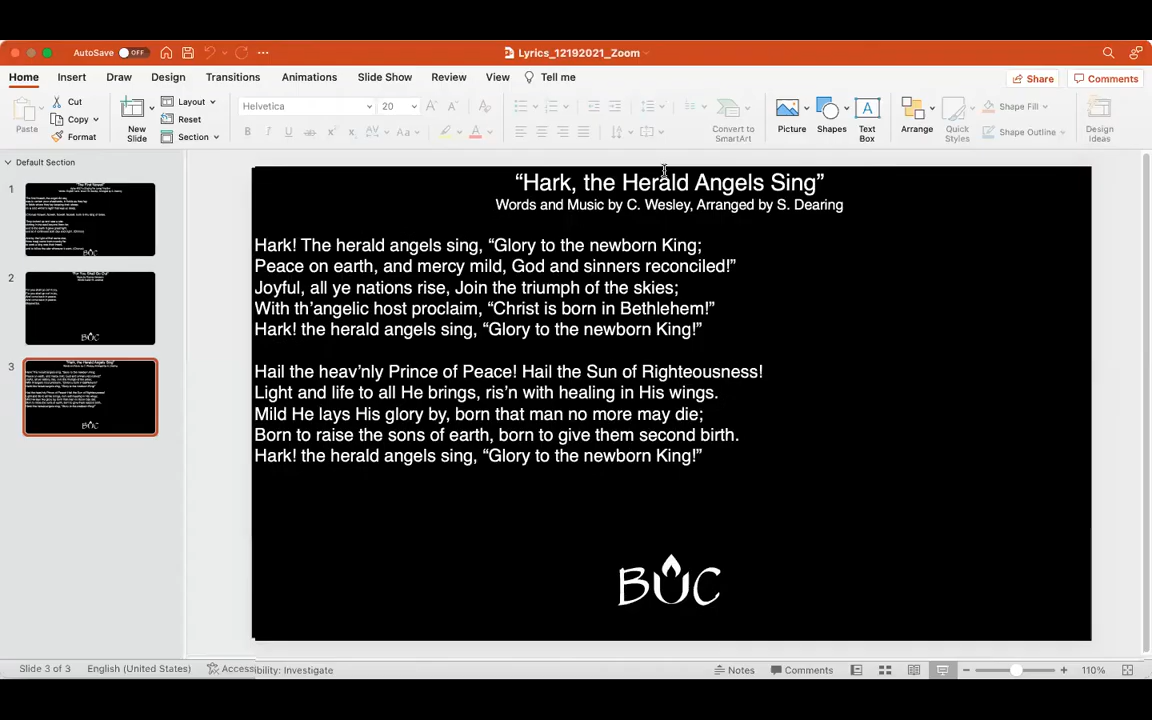 AutoSave OFF
Lyrics_12192021_Zoom
Home Insert Draw Design Transitions Animations Slide Show Review View Tell me
Share Comments
Paste
Cut
Copy
Format
New Slide
Layout
Reset
Section
Helvetica 20
Convert to SmartArt
Picture
Shapes
Text Box
Arrange
Quick Styles
Shape Fill
Shape Outline
Design Ideas
Default Section
1
2
3
“Hark, the Herald Angels Sing”
Words and Music by C. Wesley, Arranged by S. Dearing
Hark! The herald angels sing, “Glory to the newborn King;
Peace on earth, and mercy mild, God and sinners reconciled!”
Joyful, all ye nations rise, Join the triumph of the skies;
With th’angelic host proclaim, “Christ is born in Bethlehem!”
Hark! the herald angels sing, “Glory to the newborn King!”
Hail the heav’nly Prince of Peace! Hail the Sun of Righteousness!
Light and life to all He brings, ris’n with healing in His wings.
Mild He lays His glory by, born that man no more may die;
Born to raise the sons of earth, born to give them second birth.
Hark! the herald angels sing, “Glory to the newborn King!”
BUC
Slide 3 of 3 English (United States) Accessibility: Investigate Notes Comments 110%